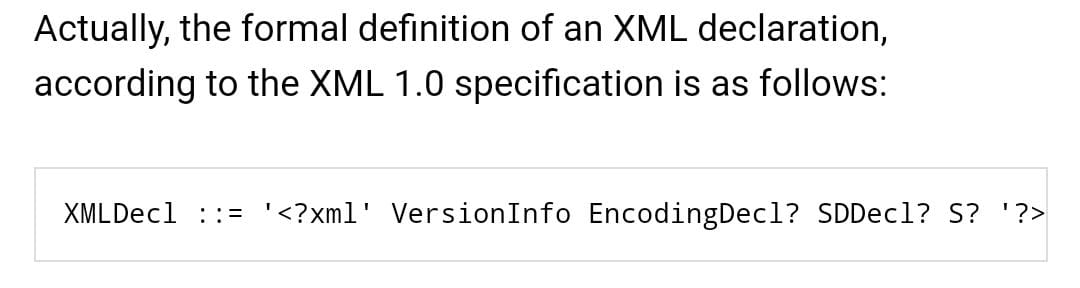 Actually, the formal definition of an XML declaration,
according to the XML 1.0 specification is as follows:
XMLDecl ::= '<?xml' VersionInfo EncodingDecl? SDDecl? S? '?>